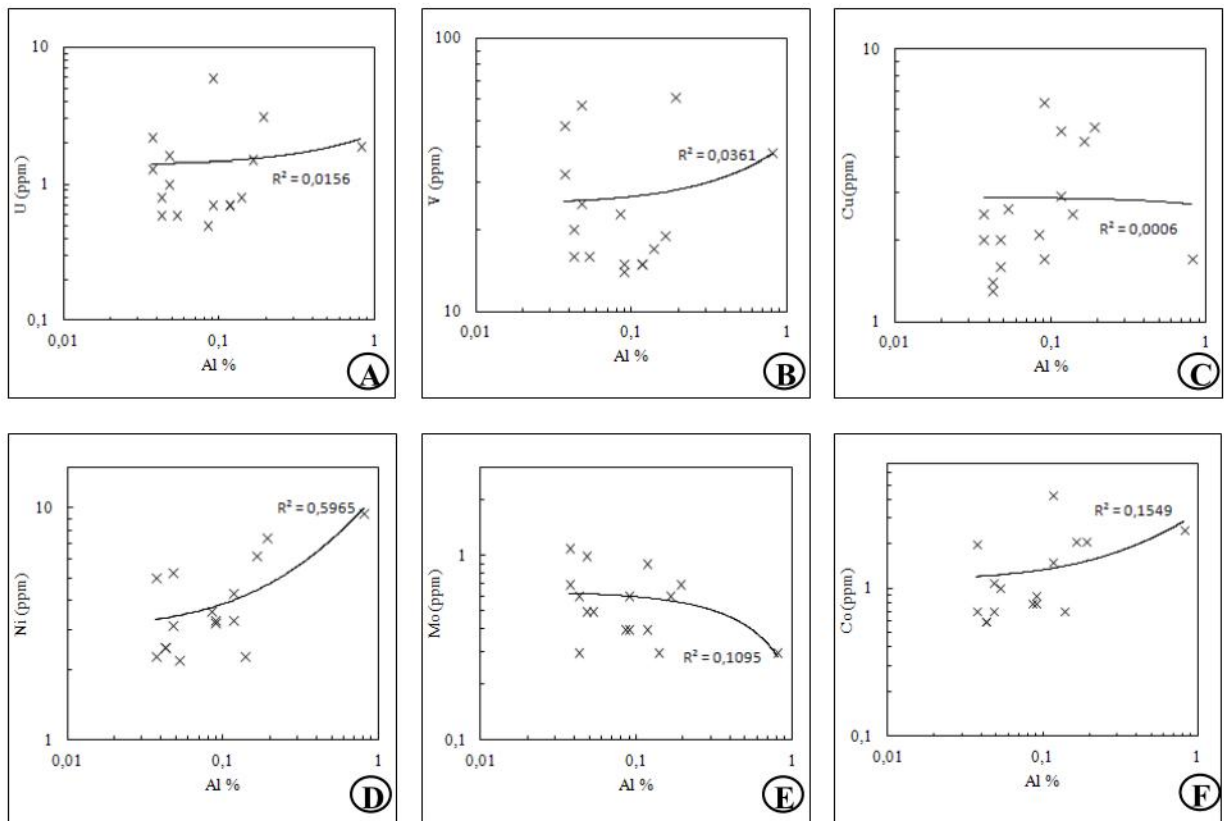 10
1
0,1
U (ppm)
R² = 0,0156
0,01
0,1
1
Al %
A
100
10
V (ppm)
R² = 0,0361
0,01
0,1
1
Al %
B
10
1
Cu(ppm)
R² = 0,0006
0,01
0,1
1
Al %
C
10
1
Ni (ppm)
R² = 0,5965
0,01
0,1
1
Al %
D
1
0,1
Mo (ppm)
R² = 0,1095
0,01
0,1
1
Al %
E
1
0,1
Co (ppm)
R² = 0,1549
0,01
0,1
1
Al %
F